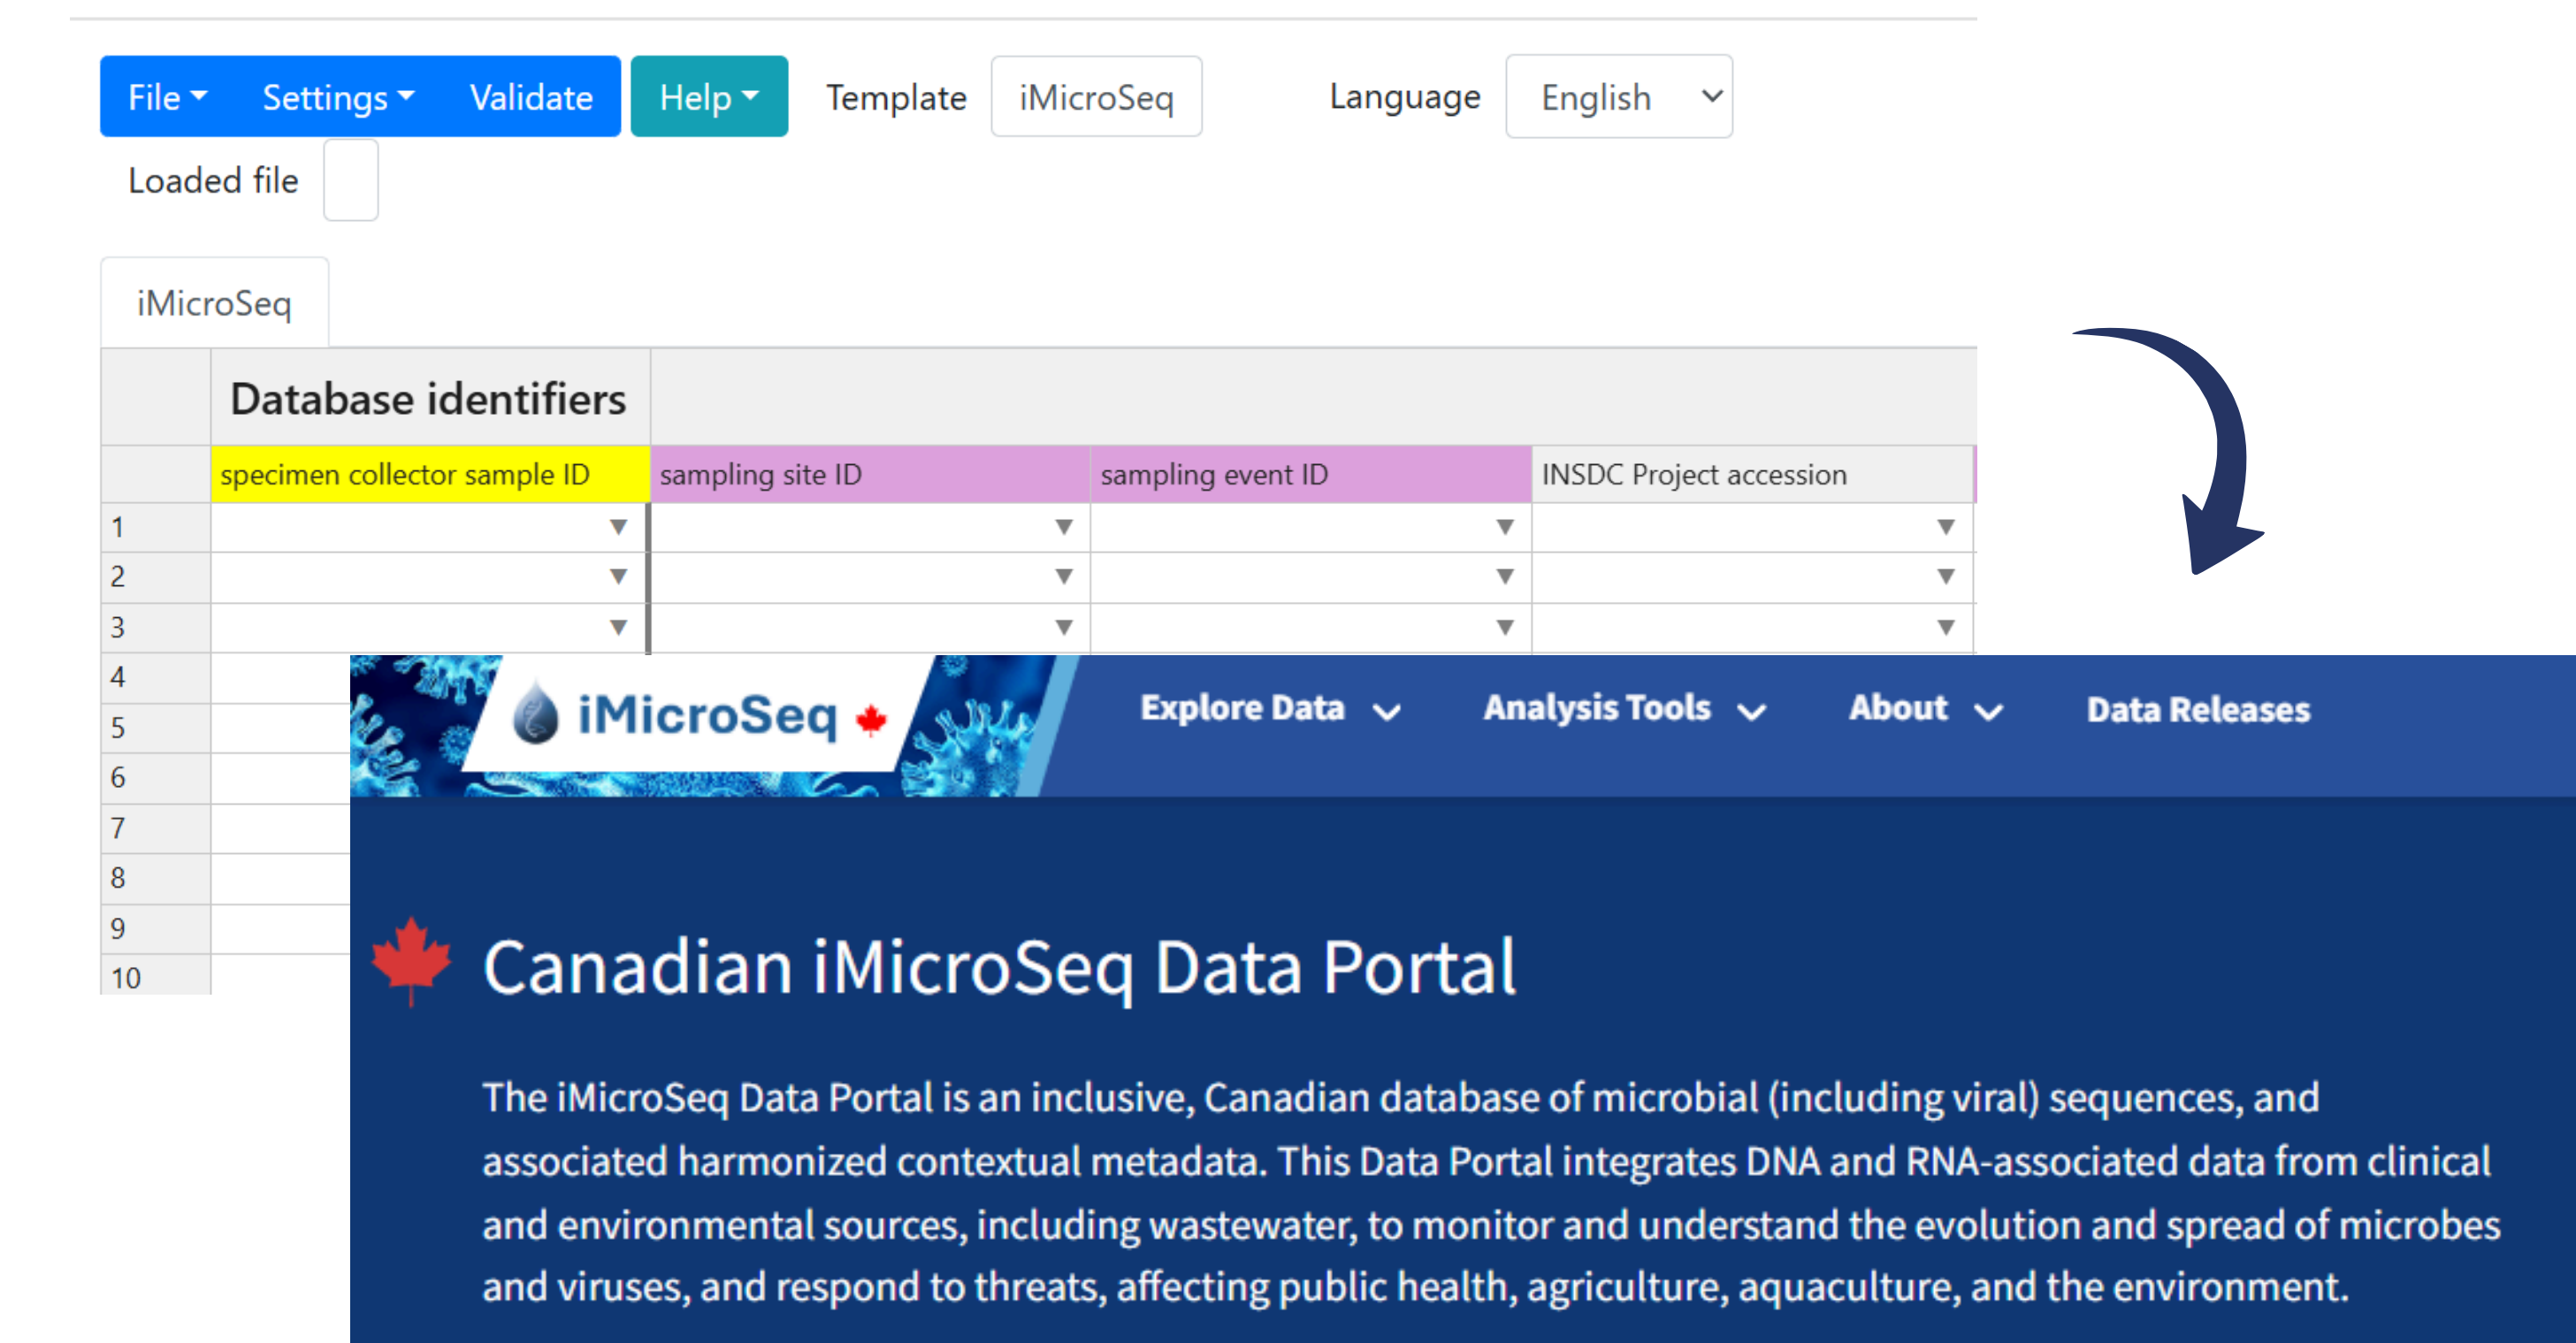 File Settings Validate Help Template iMicroSeq Language English
Loaded file
iMicroSeq
Database identifiers
specimen collector sample ID sampling site ID sampling event ID INSDC Project accession
1
2
3
4
5
6
7
8
9
10
iMicroSeq Explore Data Analysis Tools About Data Releases
Canadian iMicroSeq Data Portal
The iMicroSeq Data Portal is an inclusive, Canadian database of microbial (including viral) sequences, and
associated harmonized contextual metadata. This Data Portal integrates DNA and RNA-associated data from clinical
and environmental sources, including wastewater, to monitor and understand the evolution and spread of microbes
and viruses, and respond to threats, affecting public health, agriculture, aquaculture, and the environment.